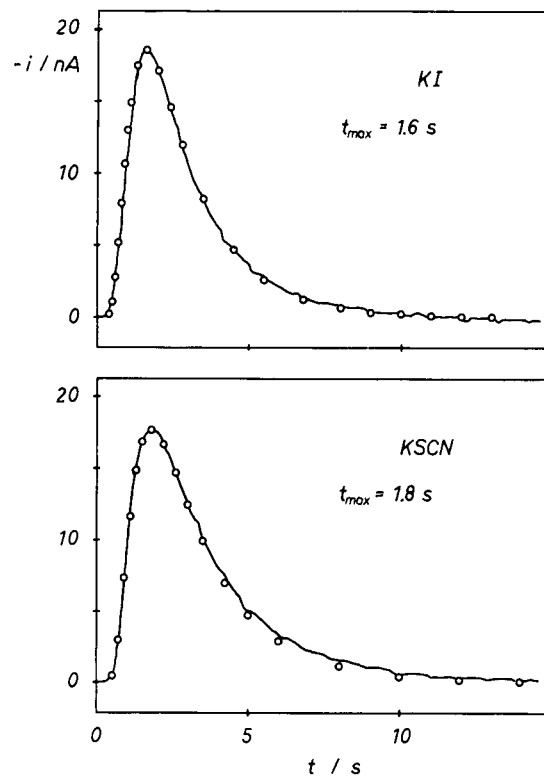 20
-i / nA
KI
t_max = 1.6 s
10
0
20
KSCN
t_max = 1.8 s
10
0
0 5 10
t / s